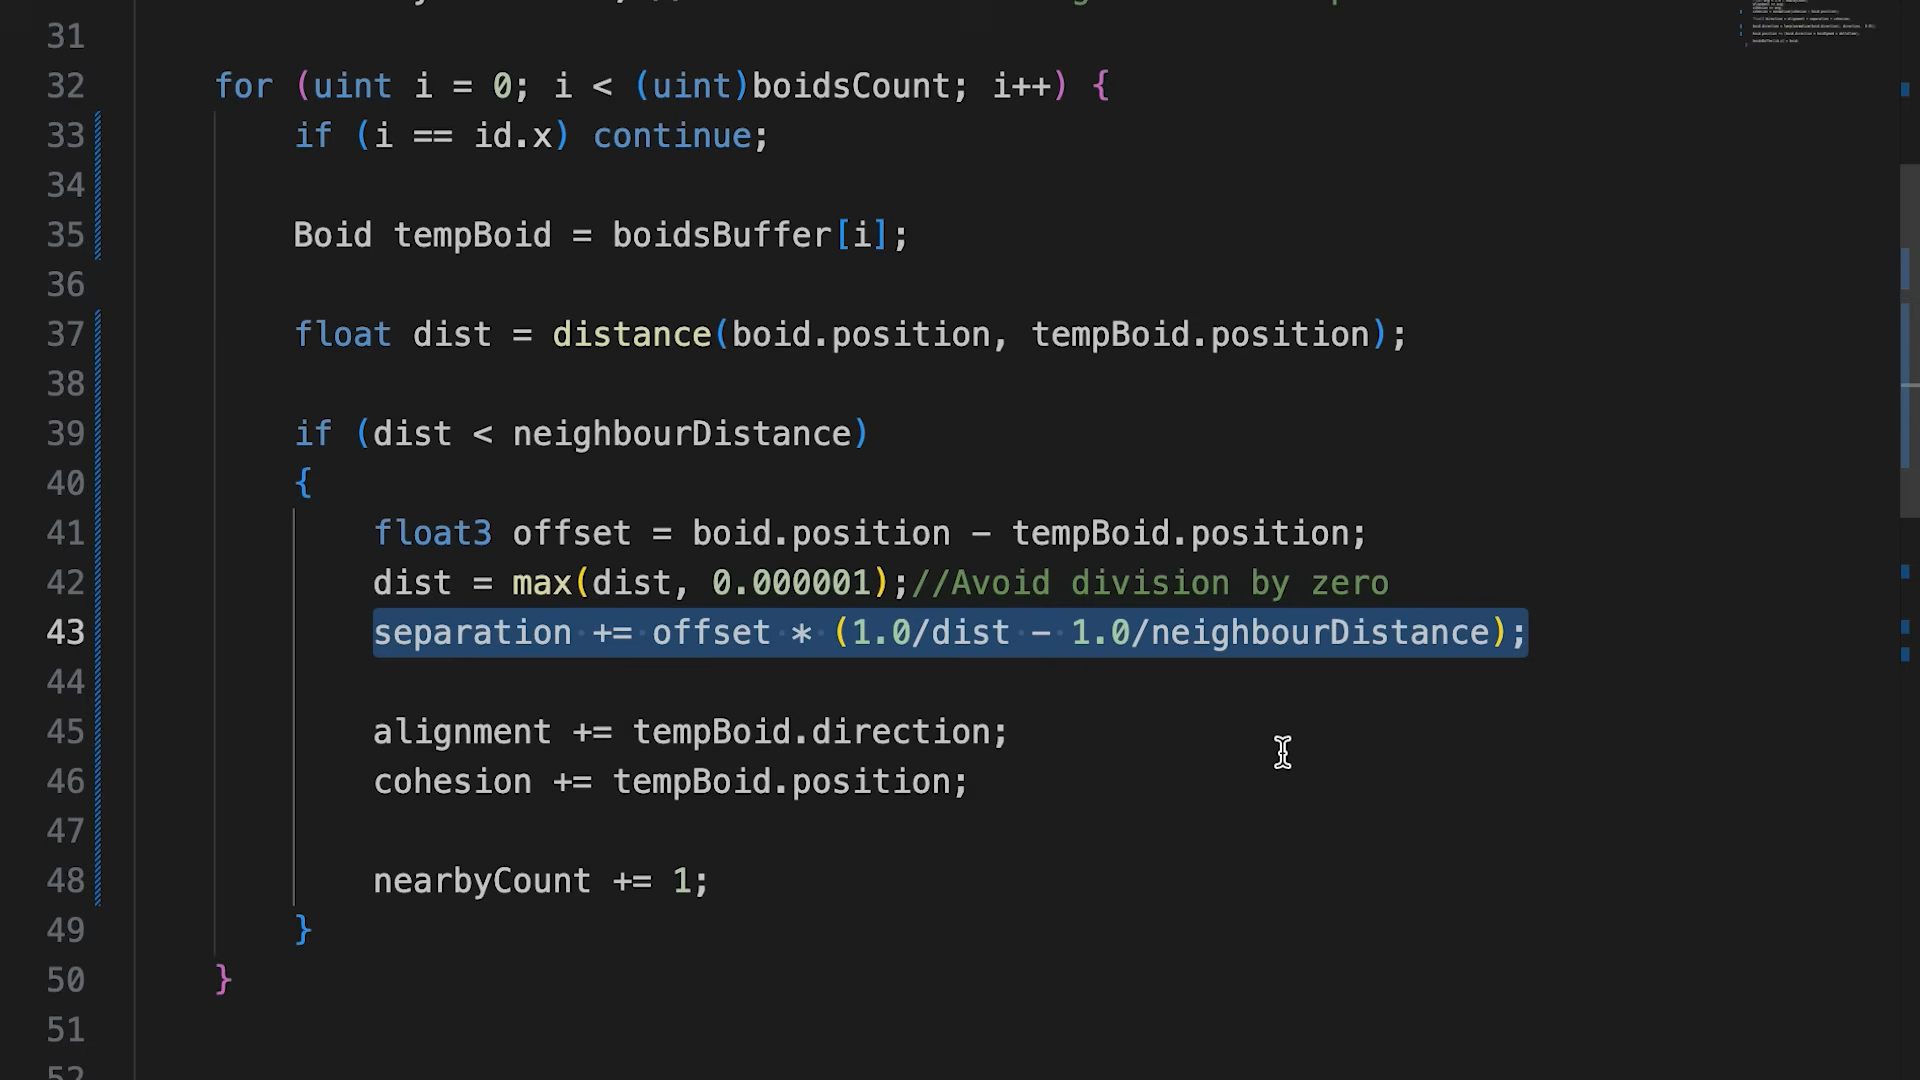 31
32 for (uint i = 0; i < (uint)boidsCount; i++) {
33 if (i == id.x) continue;
34
35 Boid tempBoid = boidsBuffer[i];
36
37 float dist = distance(boid.position, tempBoid.position);
38
39 if (dist < neighbourDistance)
40 {
41 float3 offset = boid.position - tempBoid.position;
42 dist = max(dist, 0.000001);//Avoid division by zero
43 separation += offset * (1.0/dist - 1.0/neighbourDistance);
44
45 alignment += tempBoid.direction;
46 cohesion += tempBoid.position;
47
48 nearbyCount += 1;
49 }
50 }
51
52